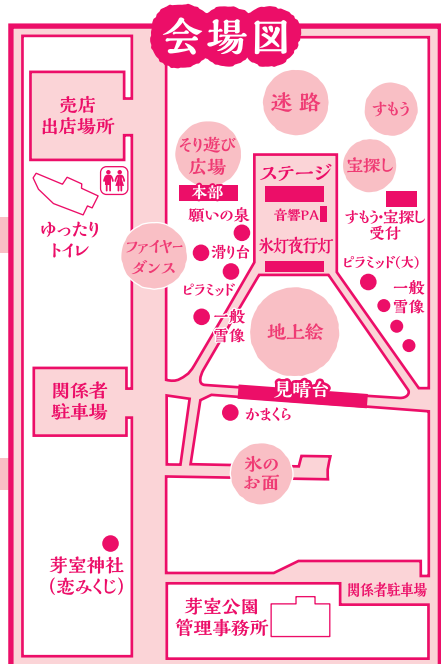 会場図
売店
出店場所
迷路
すもう
そり遊び
広場
宝探し
ステージ
本部
音響PA
すもう・宝探し
受付
願いの泉
ゆったり
トイレ
ファイヤー
ダンス
滑り台
氷灯夜行灯
ピラミッド(大)
ピラミッド
一般
雪像
一般
雪像
地上絵
見晴台
関係者
駐車場
かまくら
氷の
お面
芽室神社
(恋みくじ)
関係者駐車場
芽室公園
管理事務所